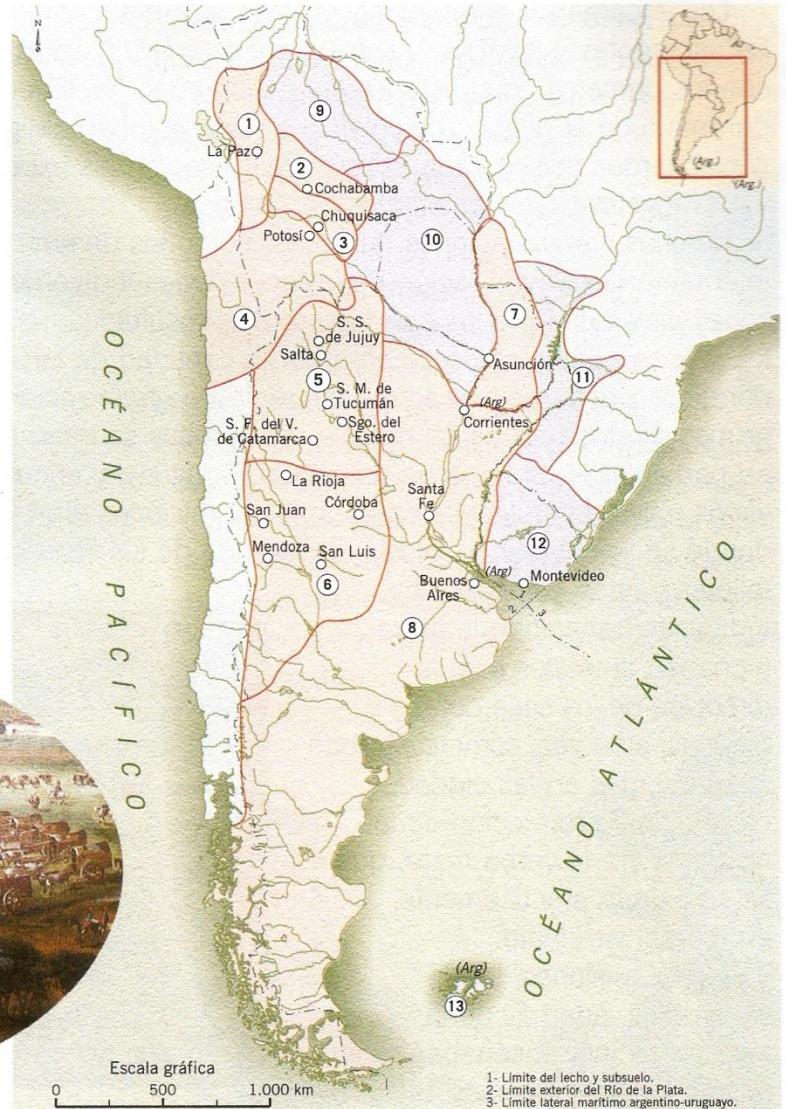 N
(Arg.)
(Arg.)
9
1
La Paz
2
Cochabamba
Chuquisaca
Potosí
3
10
4
7
S. S.
de Jujuy
Salta
Asunción
5
11
S. M. de
Tucumán
(Arg)
Corrientes
S. F. del V.
de Catamarca
Sgo. del
Estero
La Rioja
Santa
Fe
Córdoba
San Juan
12
Mendoza
San Luis
(Arg)
6
Buenos
Aires
Montevideo
1
2
3
8
OCÉANO PACÍFICO
OCÉANO ATLÁNTICO
(Arg)
13
Escala gráfica
0 500 1.000 km
1- Límite del lecho y subsuelo.
2- Límite exterior del Río de la Plata.
3- Límite lateral marítimo argentino-uruguayo.